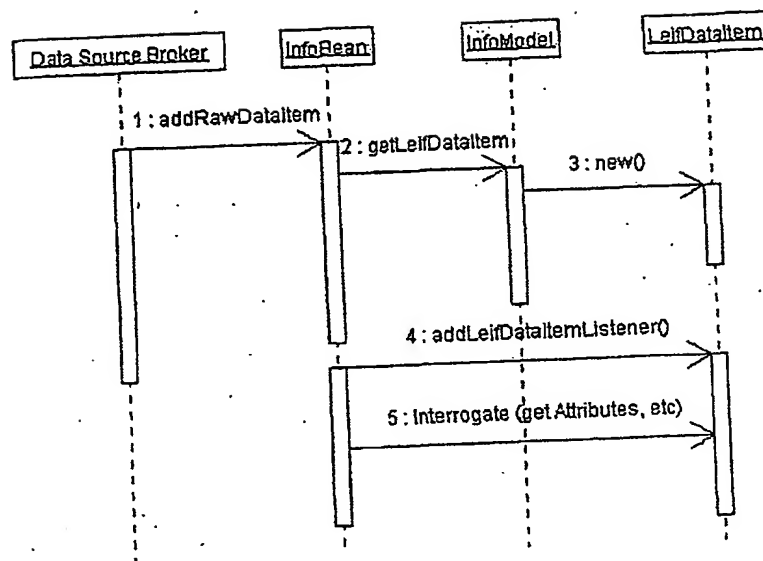 Data Source Broker
InfoBean
InfoModel
LeifDataItem
1 : addRawDataItem
2 : getLeifDataItem
3 : new()
4 : addLeifDataItemListener()
5 : Interrogate (get Attributes, etc)